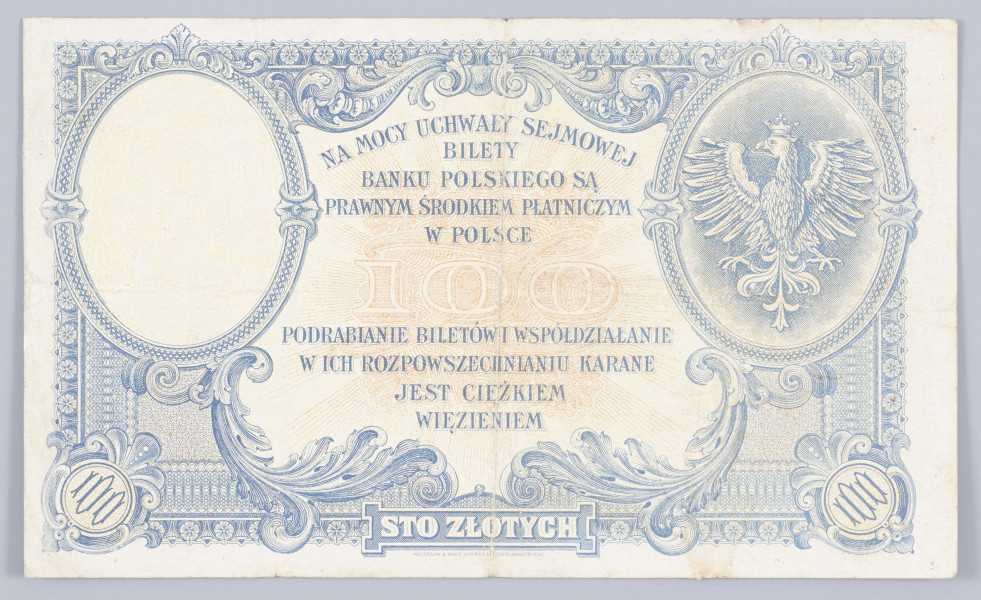 NA MOCY UCHWAŁY SEJMOWEJ
BILETY
BANKU POLSKIEGO SĄ
PRAWNYM ŚRODKIEM PŁATNICZYM
W POLSCE
100
PODRABIANIE BILETÓW I WSPÓŁDZIAŁANIE
W ICH ROZPOWSZECHNIANIU KARANE
JEST CIĘŻKIEM
WIĘZIENIEM
100 100
STO ZŁOTYCH